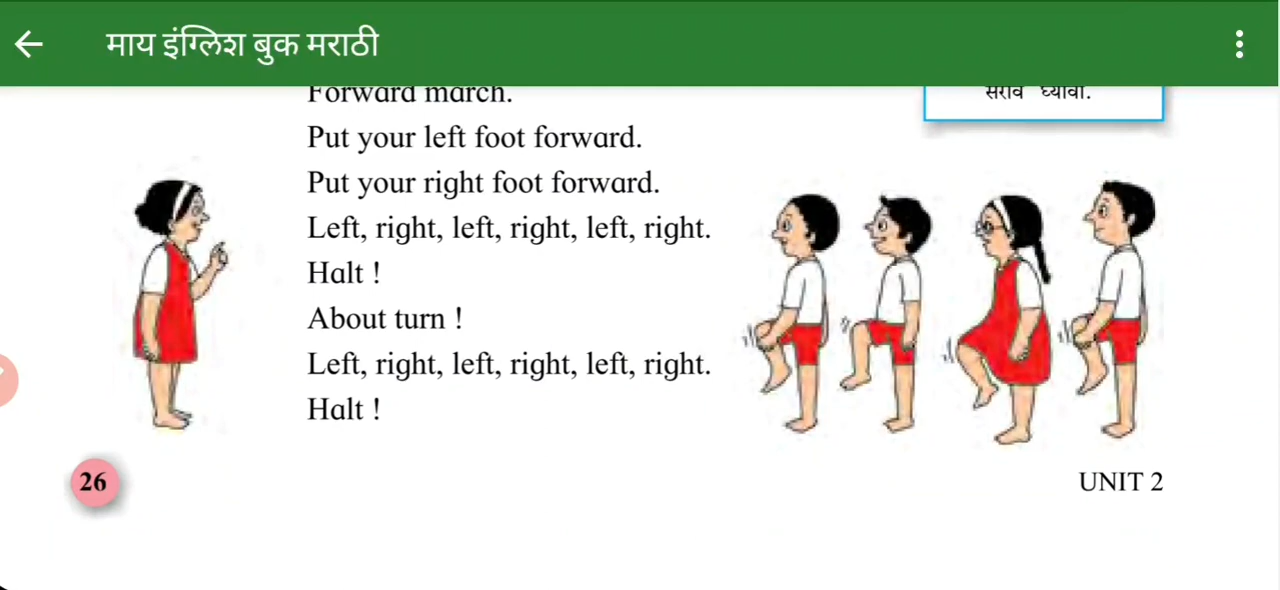 माय इंग्लिश बुक मराठी
Forward march.
सराव घ्यावा.
Put your left foot forward.
Put your right foot forward.
Left, right, left, right, left, right.
Halt !
About turn !
Left, right, left, right, left, right.
Halt !
26
UNIT 2